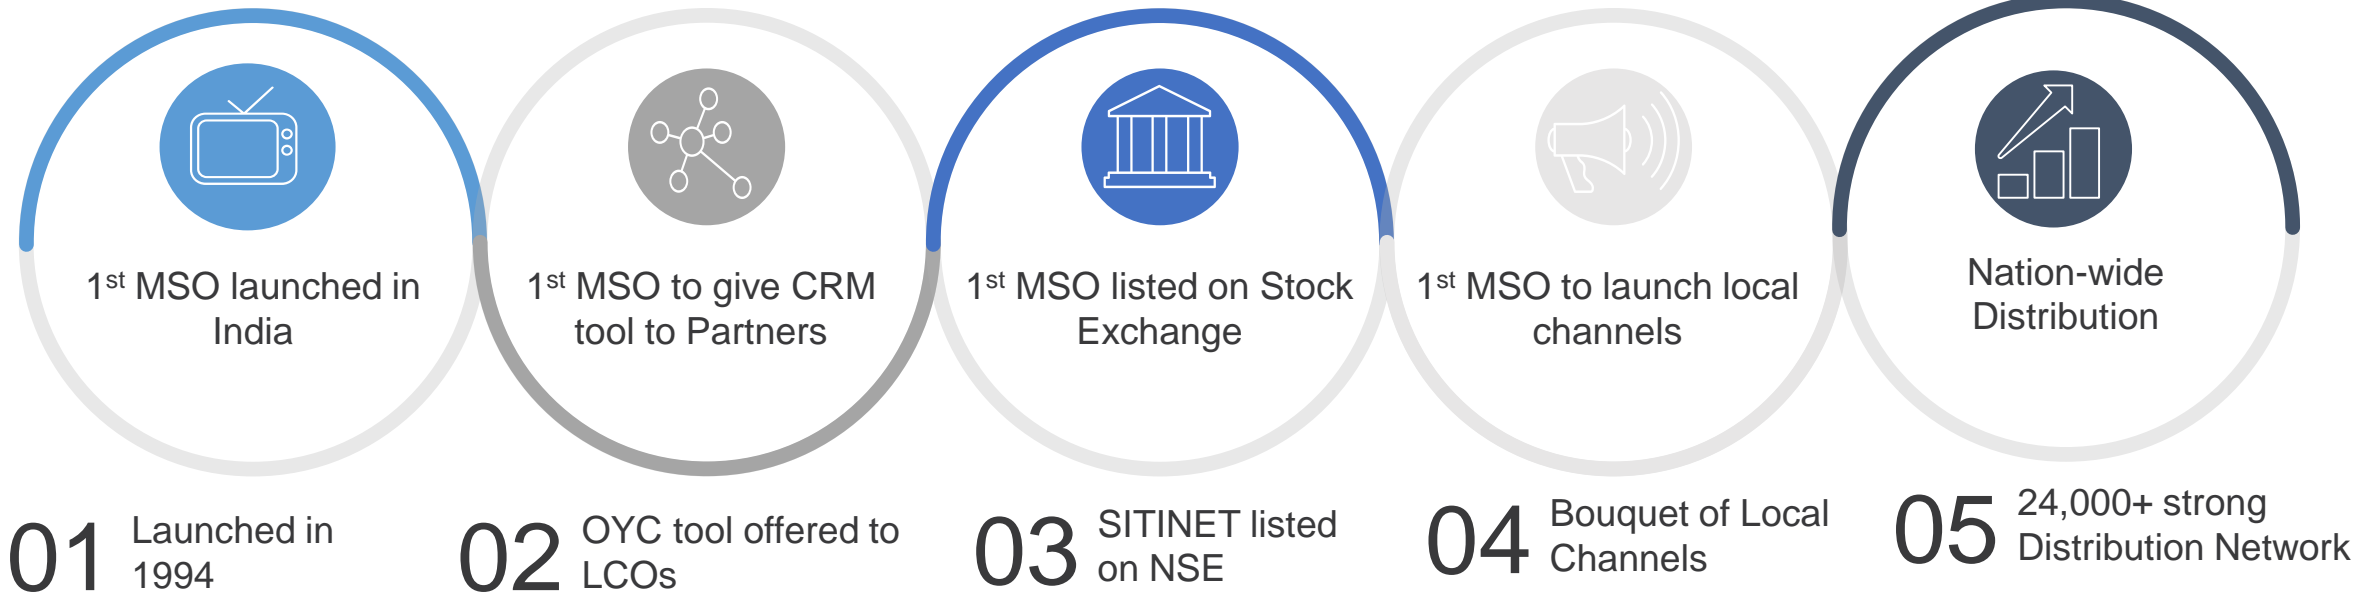 1st MSO launched in
India
1st MSO to give CRM
tool to Partners
1st MSO listed on Stock
Exchange
1st MSO to launch local
channels
Nation-wide
Distribution
01
Launched in
1994
02
OYC tool offered to
LCOs
03
SITINET listed
on NSE
04
Bouquet of Local
Channels
05
24,000+ strong
Distribution Network